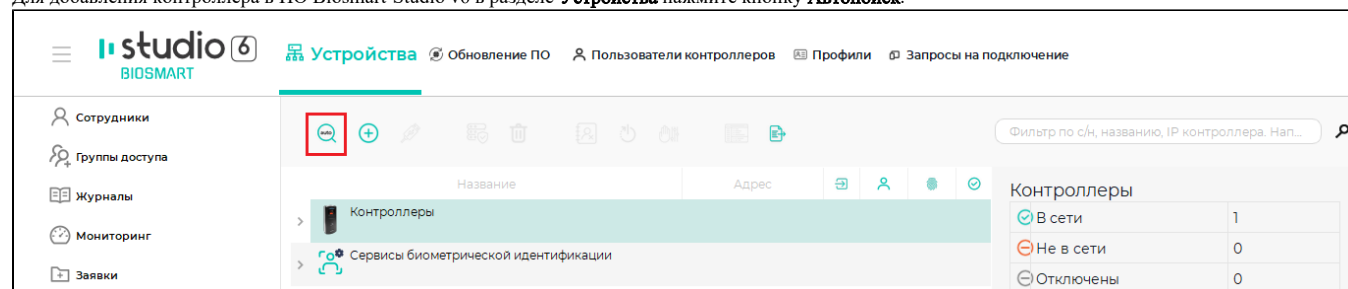 Для добавления контроллера в ПО Biosmart-Studio v6 в разделе Устройства нажмите кнопку Автопоиск.
studio 6
BIOSMART
Устройства Обновление ПО Пользователи контроллеров Профили Запросы на подключение
Сотрудники
Группы доступа
Журналы
Мониторинг
Заявки
auto
Фильтр по с/н, названию, IP контроллера. Нап...
Название Адрес
Контроллеры
Сервисы биометрической идентификации
Контроллеры
В сети 1
Не в сети 0
Отключены 0